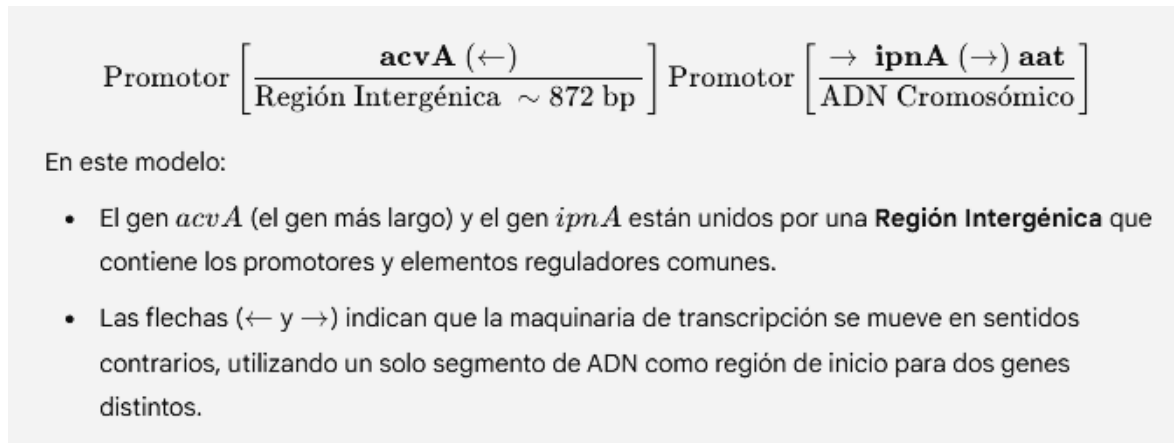 Promotor [acvA (←) / Región Intergénica ~ 872 bp] Promotor [→ ipnA (→) aat / ADN Cromosómico]
En este modelo:
• El gen acvA (el gen más largo) y el gen ipnA están unidos por una Región Intergénica que
contiene los promotores y elementos reguladores comunes.
• Las flechas (← y →) indican que la maquinaria de transcripción se mueve en sentidos
contrarios, utilizando un solo segmento de ADN como región de inicio para dos genes
distintos.